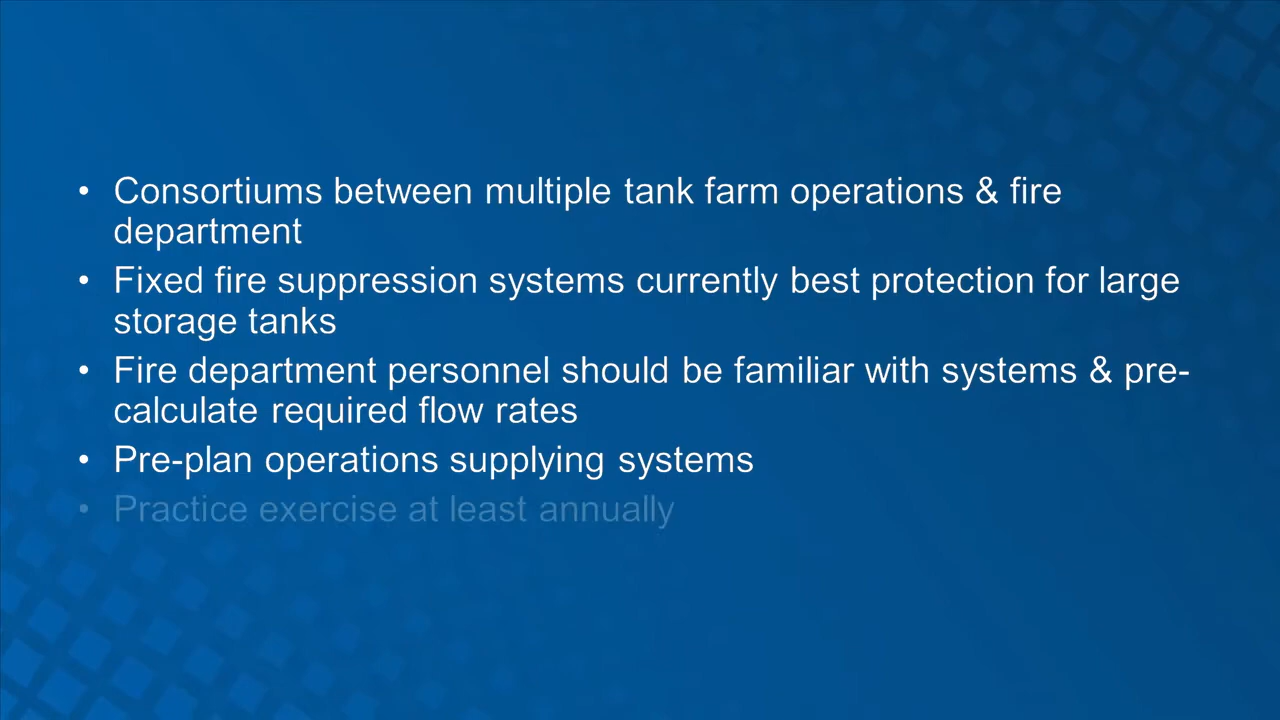 • Consortiums between multiple tank farm operations & fire
department
• Fixed fire suppression systems currently best protection for large
storage tanks
• Fire department personnel should be familiar with systems & pre-
calculate required flow rates
• Pre-plan operations supplying systems
• Practice exercise at least annually